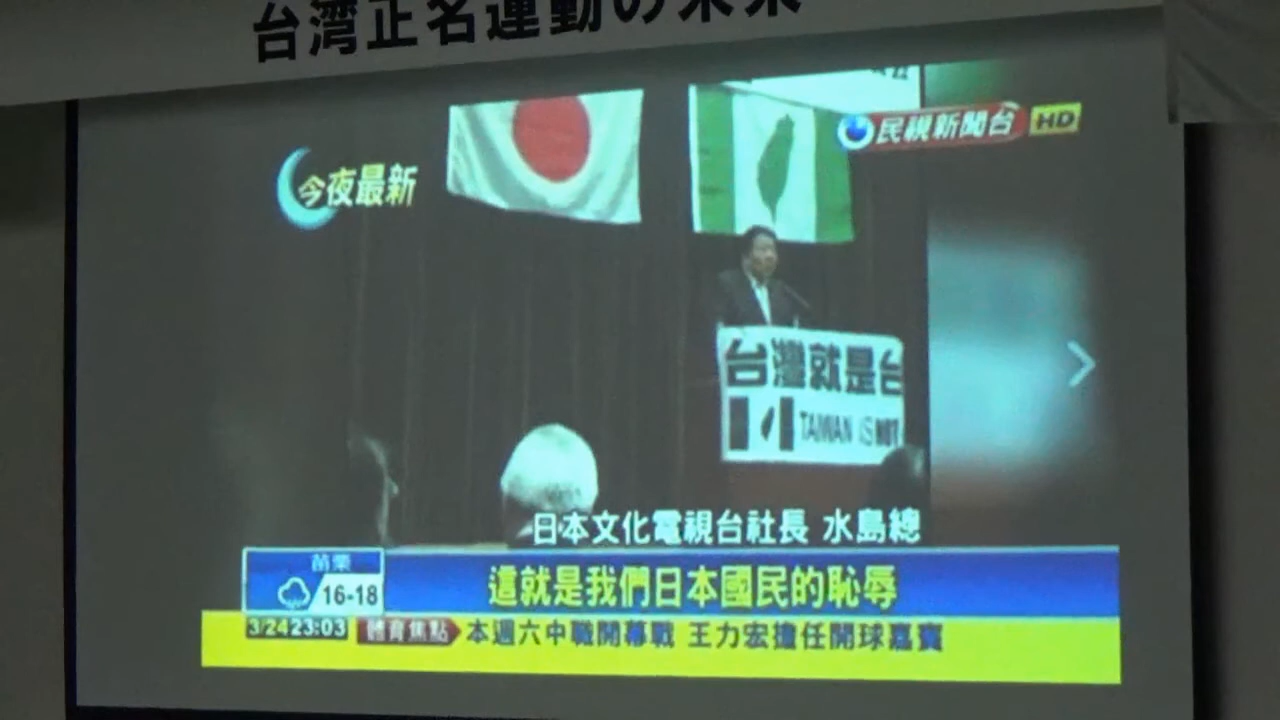 台湾正名運動の未来
民視新聞台 HD
今夜最新
台灣就是台
TAIWAN IS NOT
日本文化電視台社長 水島總
苗栗
16-18
這就是我們日本國民的恥辱
3/24 23:03 體育焦點 本週六中職開幕戰 王力宏擔任開球嘉賓